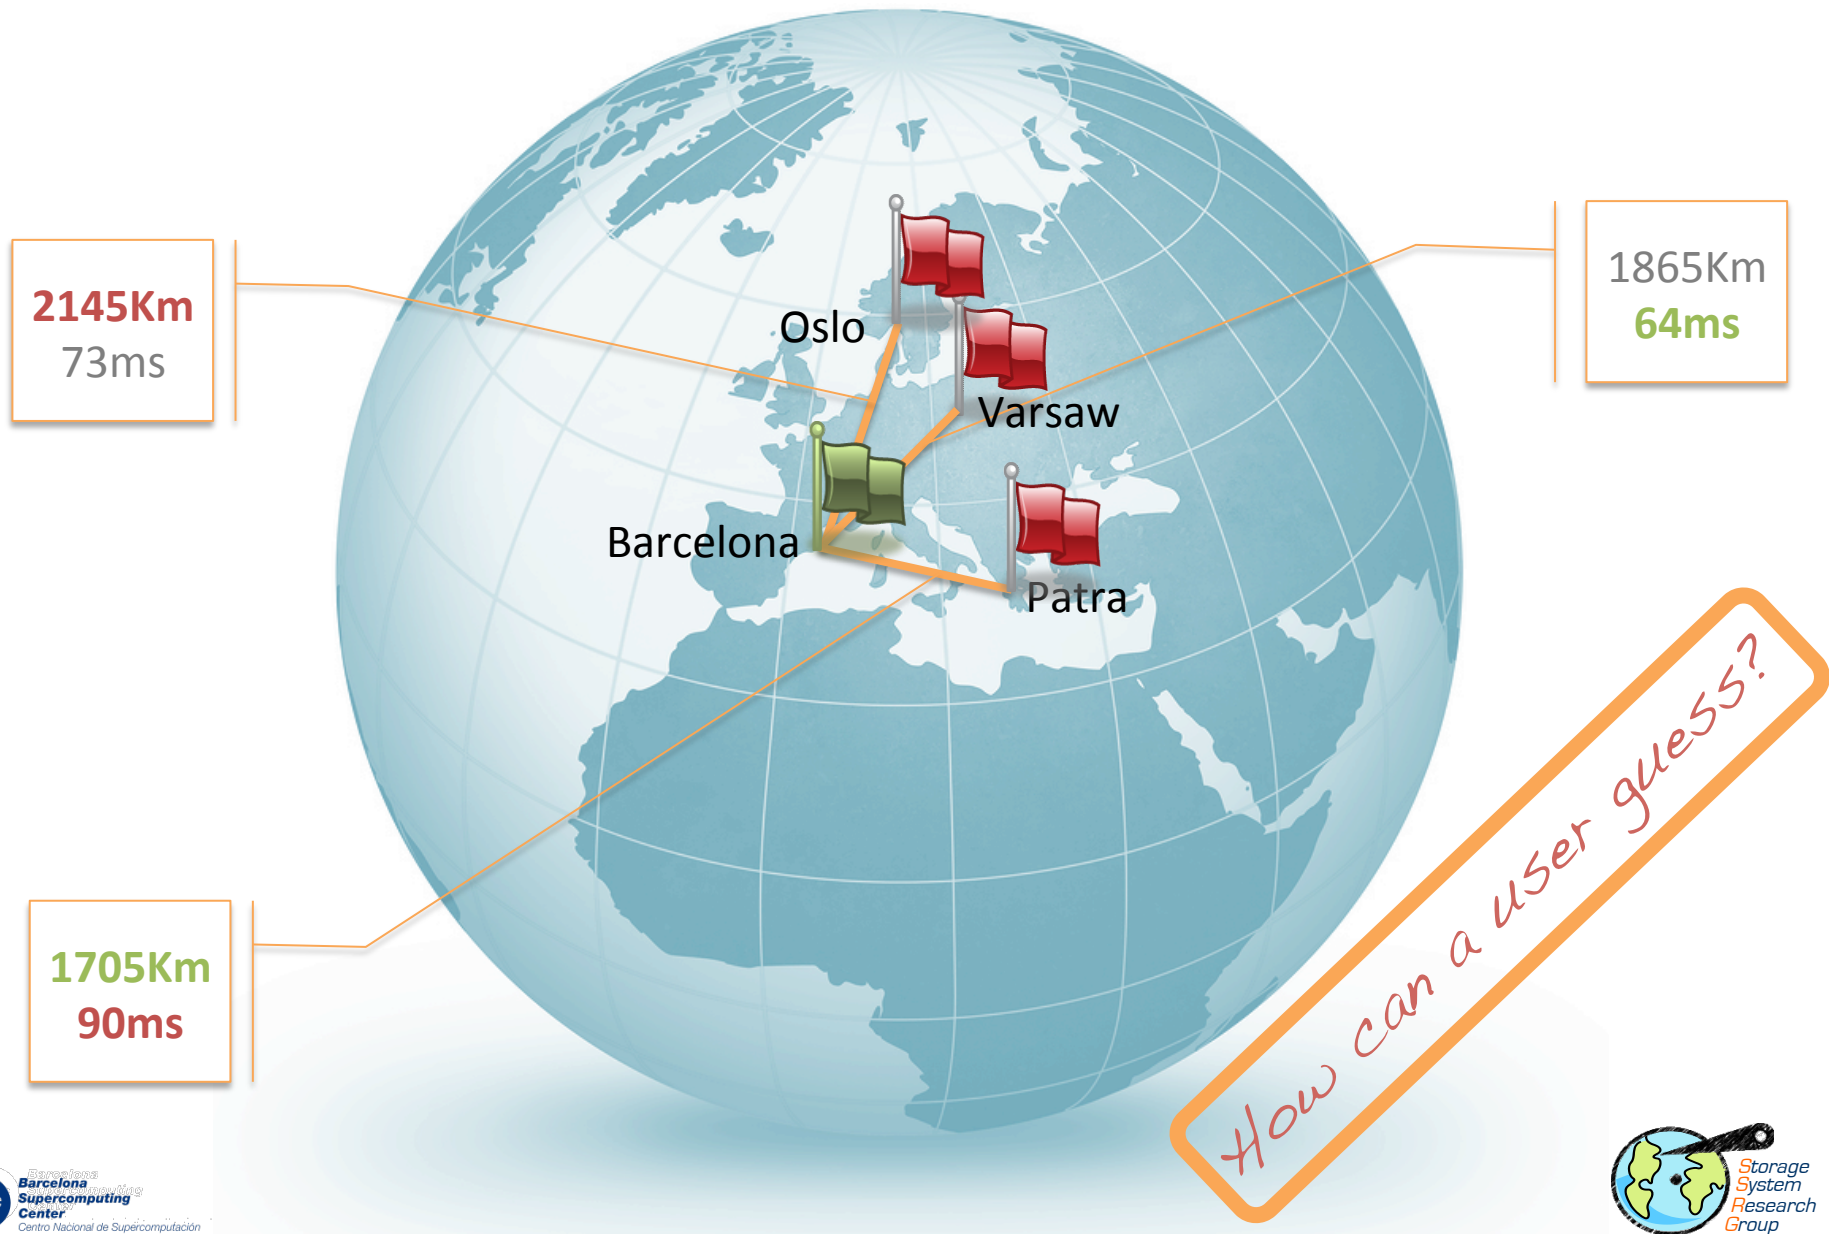 2145Km
73ms
1865Km
64ms
Oslo
Varsaw
Barcelona
Patra
1705Km
90ms
How can a user guess?
Barcelona
Supercomputing
Center
Centro Nacional de Supercomputación
Storage
System
Research
Group